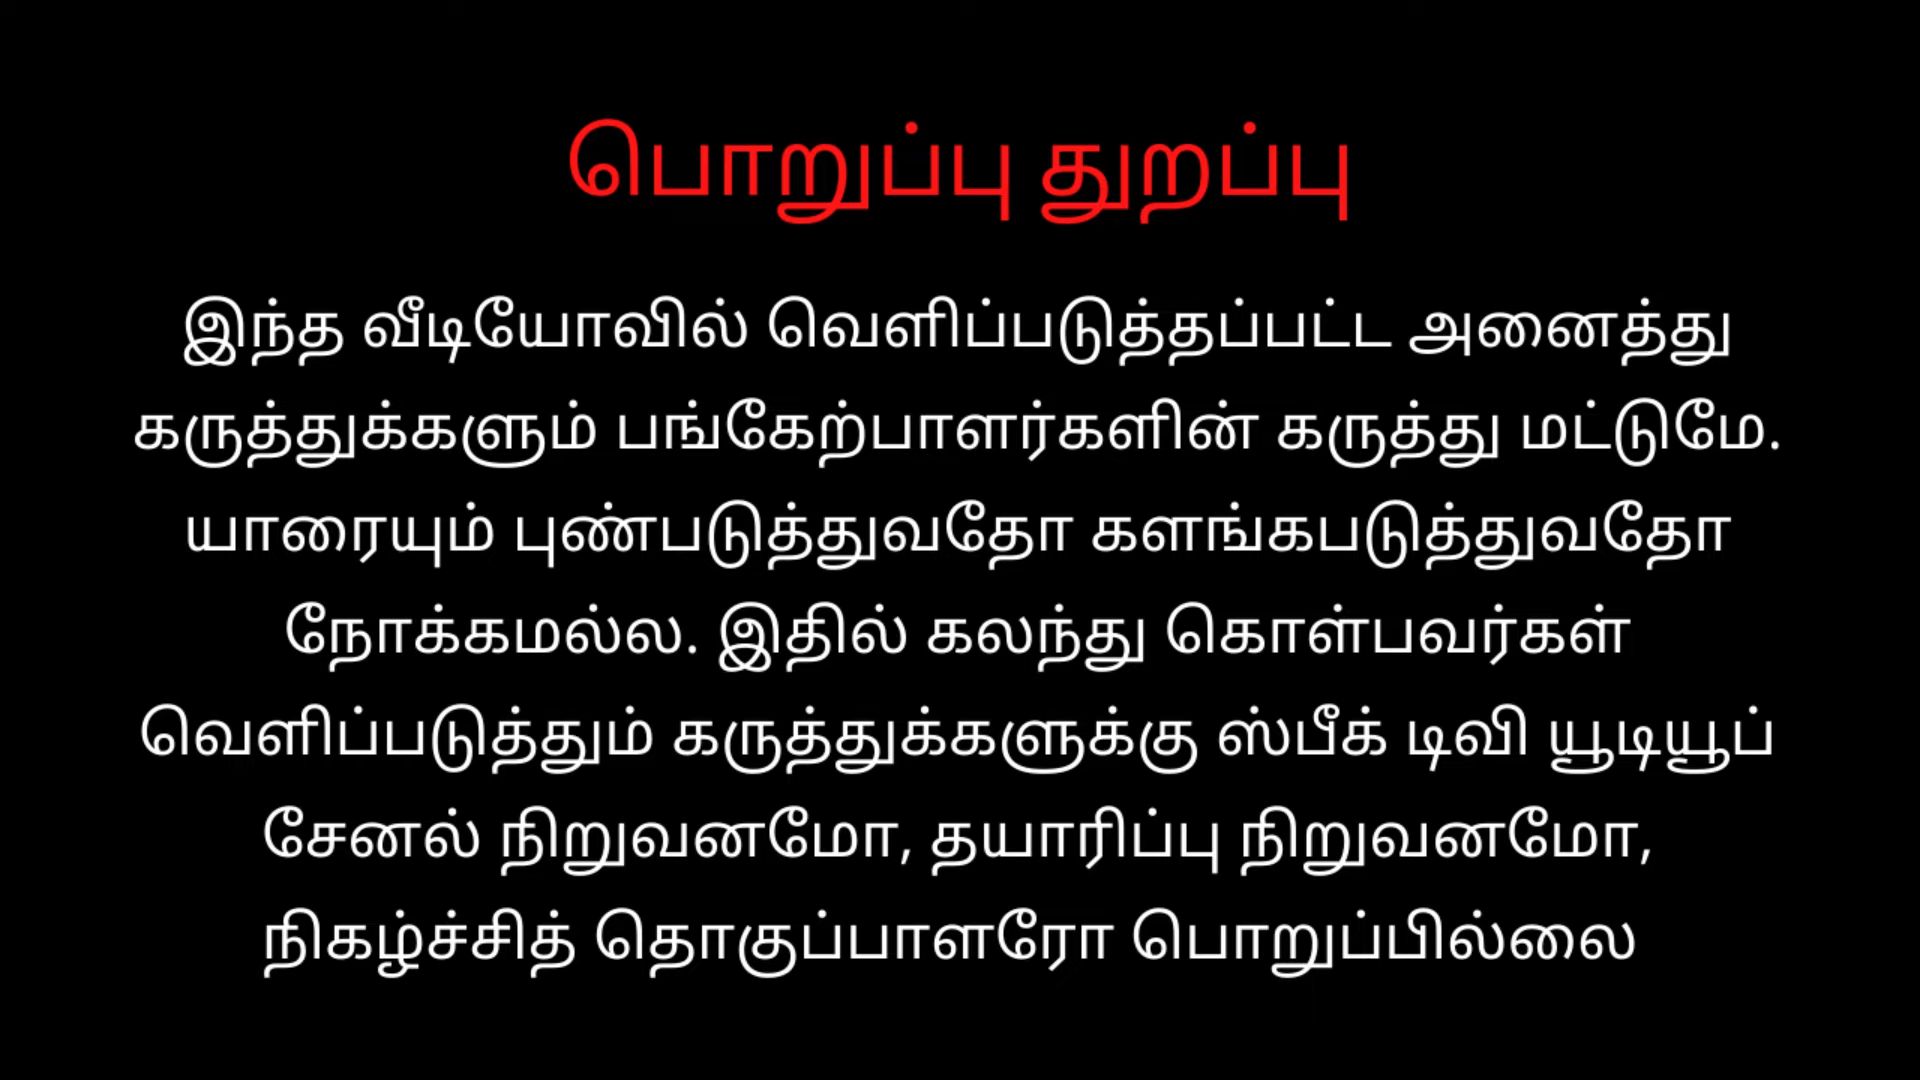 பொறுப்பு துறப்பு
இந்த வீடியோவில் வெளிப்படுத்தப்பட்ட அனைத்து
கருத்துக்களும் பங்கேற்பாளர்களின் கருத்து மட்டுமே.
யாரையும் புண்படுத்துவதோ களங்கபடுத்துவதோ
நோக்கமல்ல. இதில் கலந்து கொள்பவர்கள்
வெளிப்படுத்தும் கருத்துக்களுக்கு ஸ்பீக் டிவி யூடியூப்
சேனல் நிறுவனமோ, தயாரிப்பு நிறுவனமோ,
நிகழ்ச்சித் தொகுப்பாளரோ பொறுப்பில்லை